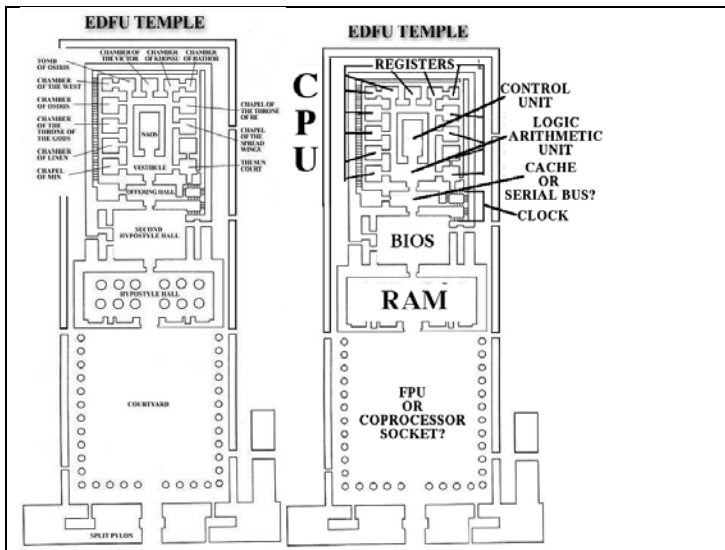 EDFU TEMPLE
CHAMBER OF THE VICTOR
CHAMBER OF KHONSU
CHAMBER OF HATHOR
TOMB OF OSIRIS
CHAMBER OF THE WEST
CHAMBER OF OSIRIS
CHAMBER OF THE THRONE OF THE GODS
CHAMBER OF LINEN
CHAPEL OF MIN
NAOS
CHAPEL OF THE THRONE OF RE
CHAPEL OF THE SPREAD WINGS
THE SUN COURT
VESTIBULE
OFFERING HALL
SECOND HYPOSTYLE HALL
HYPOSTYLE HALL
COURTYARD
SPLIT PYLON
EDFU TEMPLE
CPU
REGISTERS
CONTROL UNIT
LOGIC ARITHMETIC UNIT
CACHE OR SERIAL BUS?
CLOCK
BIOS
RAM
FPU OR COPROCESSOR SOCKET?